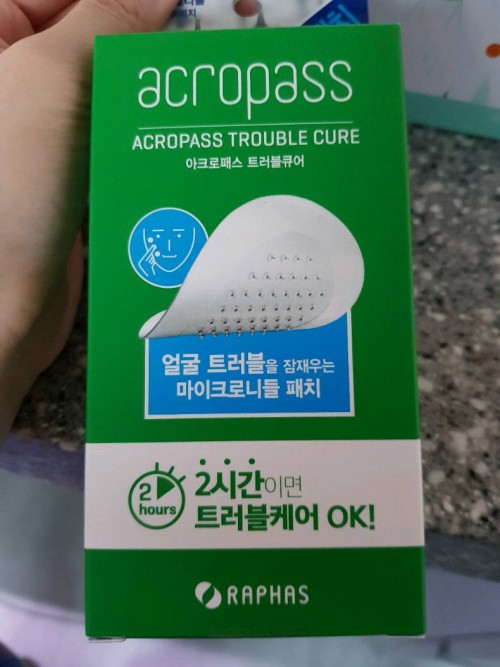 acropass
ACROPASS TROUBLE CURE
아크로패스 트러블큐어
얼굴 트러블을 잠재우는
마이크로니들 패치
2
hours
2시간이면
트러블케어 OK!
RAPHAS